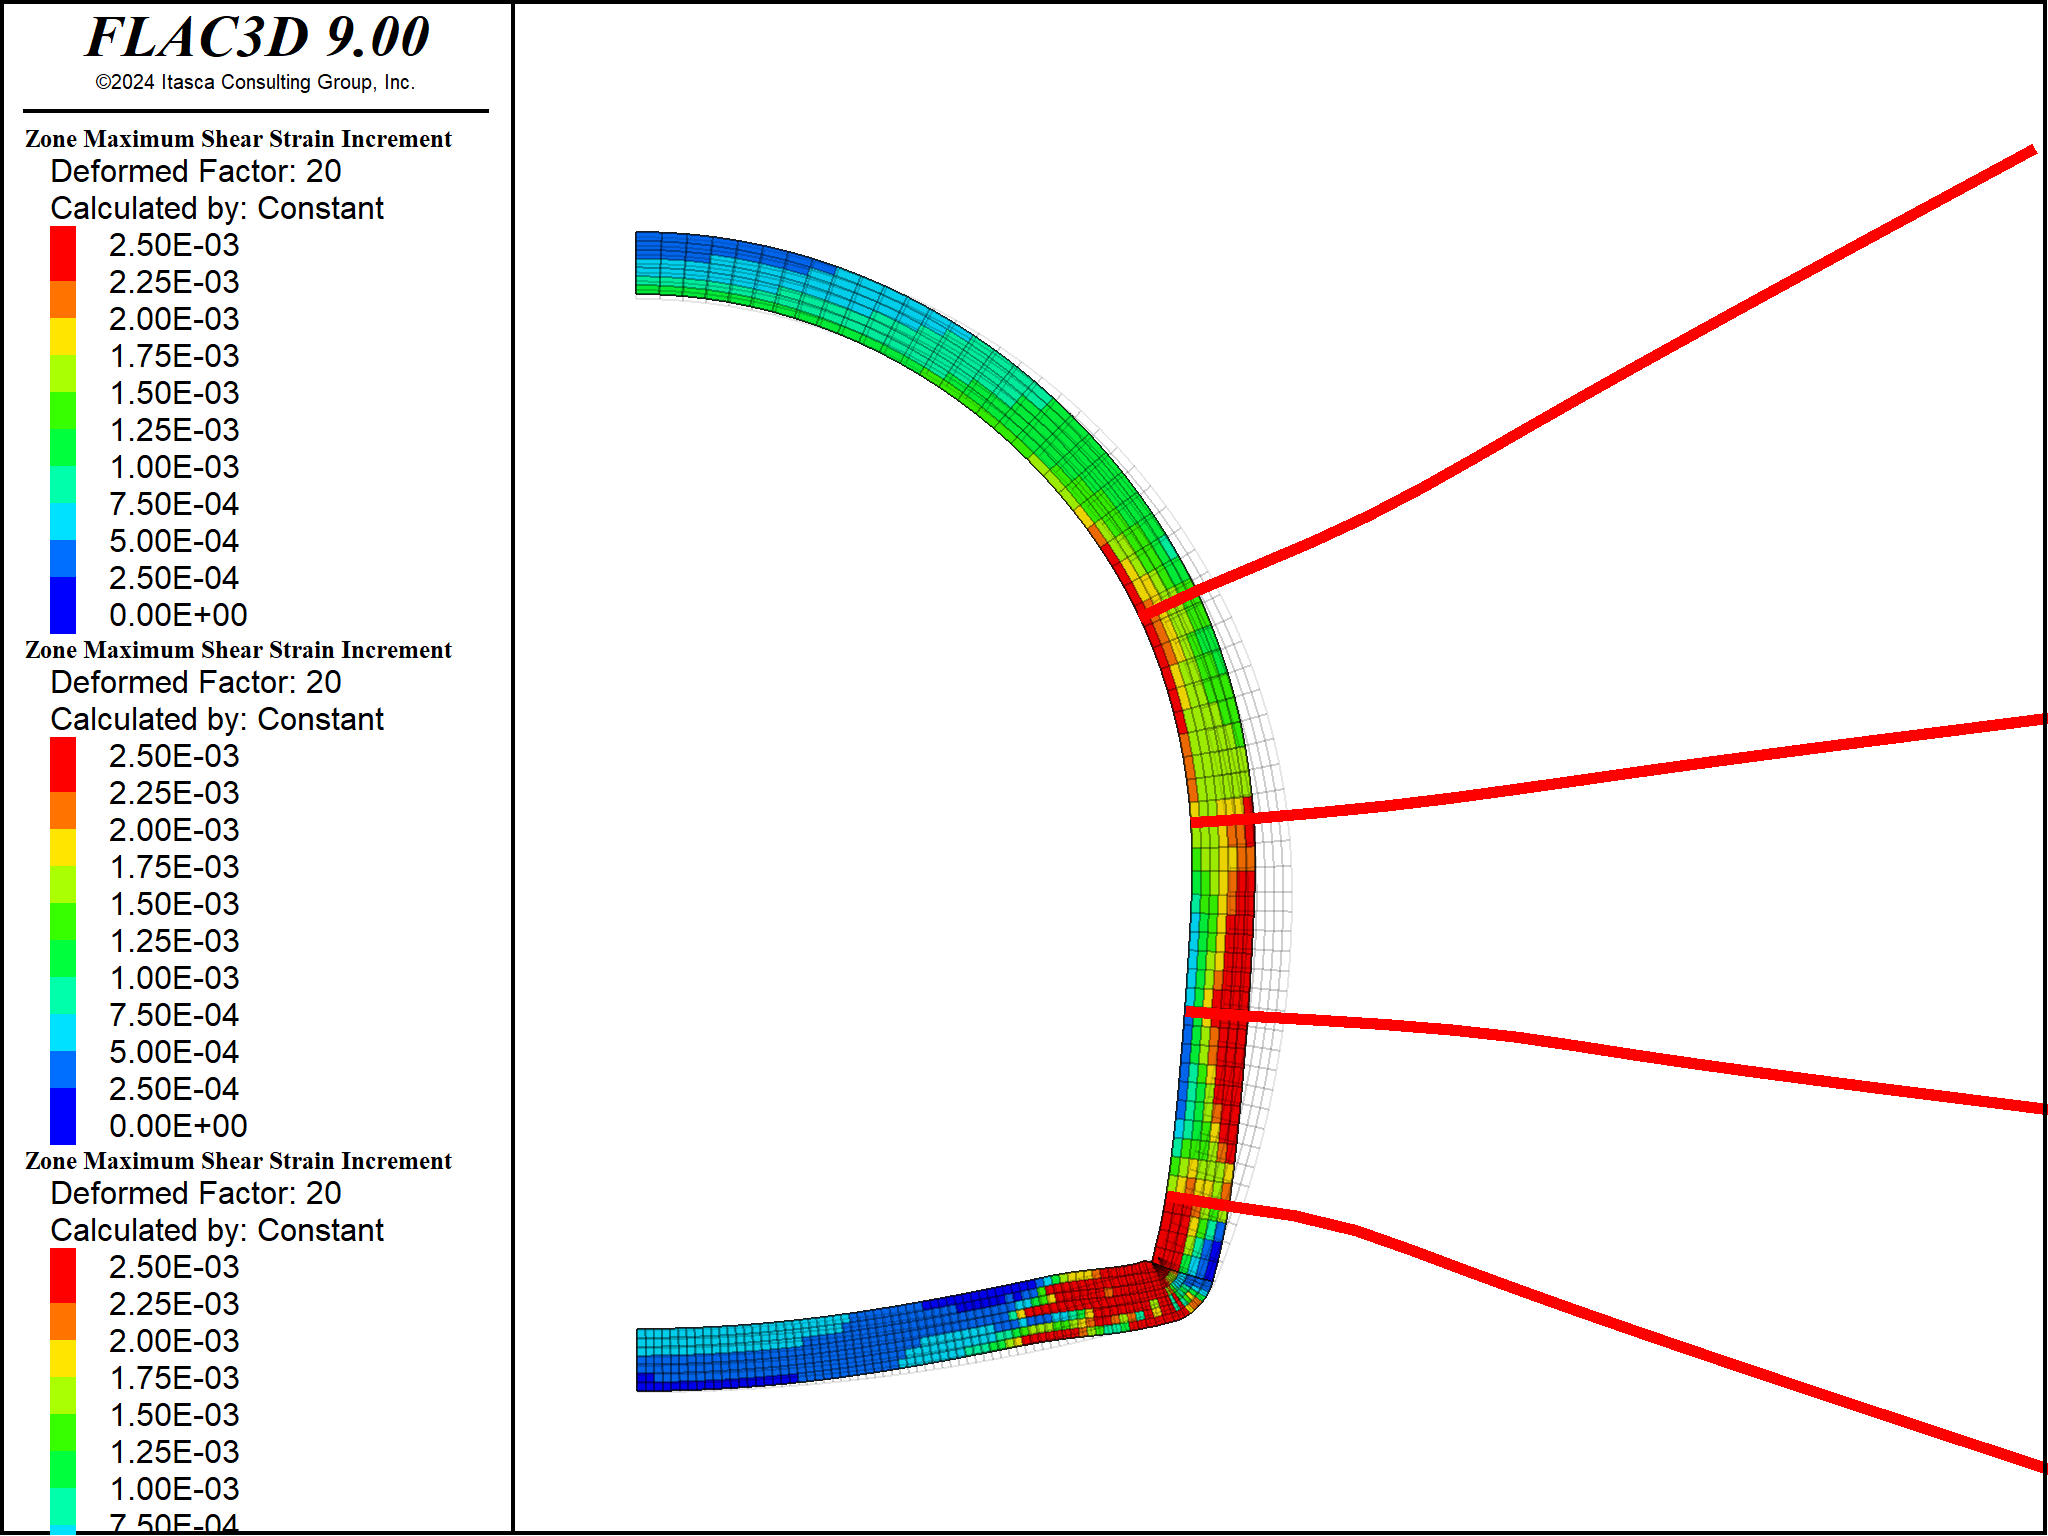 FLAC3D 9.00
©2024 Itasca Consulting Group, Inc.
Zone Maximum Shear Strain Increment
Deformed Factor: 20
Calculated by: Constant
2.50E-03
2.25E-03
2.00E-03
1.75E-03
1.50E-03
1.25E-03
1.00E-03
7.50E-04
5.00E-04
2.50E-04
0.00E+00
Zone Maximum Shear Strain Increment
Deformed Factor: 20
Calculated by: Constant
2.50E-03
2.25E-03
2.00E-03
1.75E-03
1.50E-03
1.25E-03
1.00E-03
7.50E-04
5.00E-04
2.50E-04
0.00E+00
Zone Maximum Shear Strain Increment
Deformed Factor: 20
Calculated by: Constant
2.50E-03
2.25E-03
2.00E-03
1.75E-03
1.50E-03
1.25E-03
1.00E-03
7.50E-04